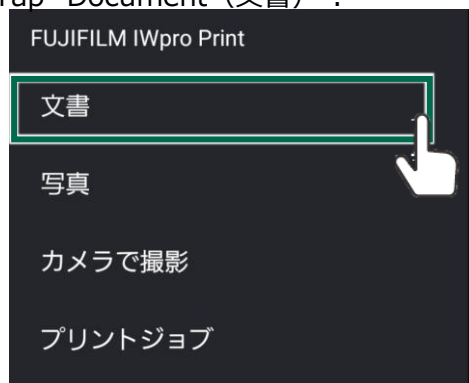 Tap "Document（文書）".
FUJIFILM IWpro Print
文書
写真
カメラで撮影
プリントジョブ